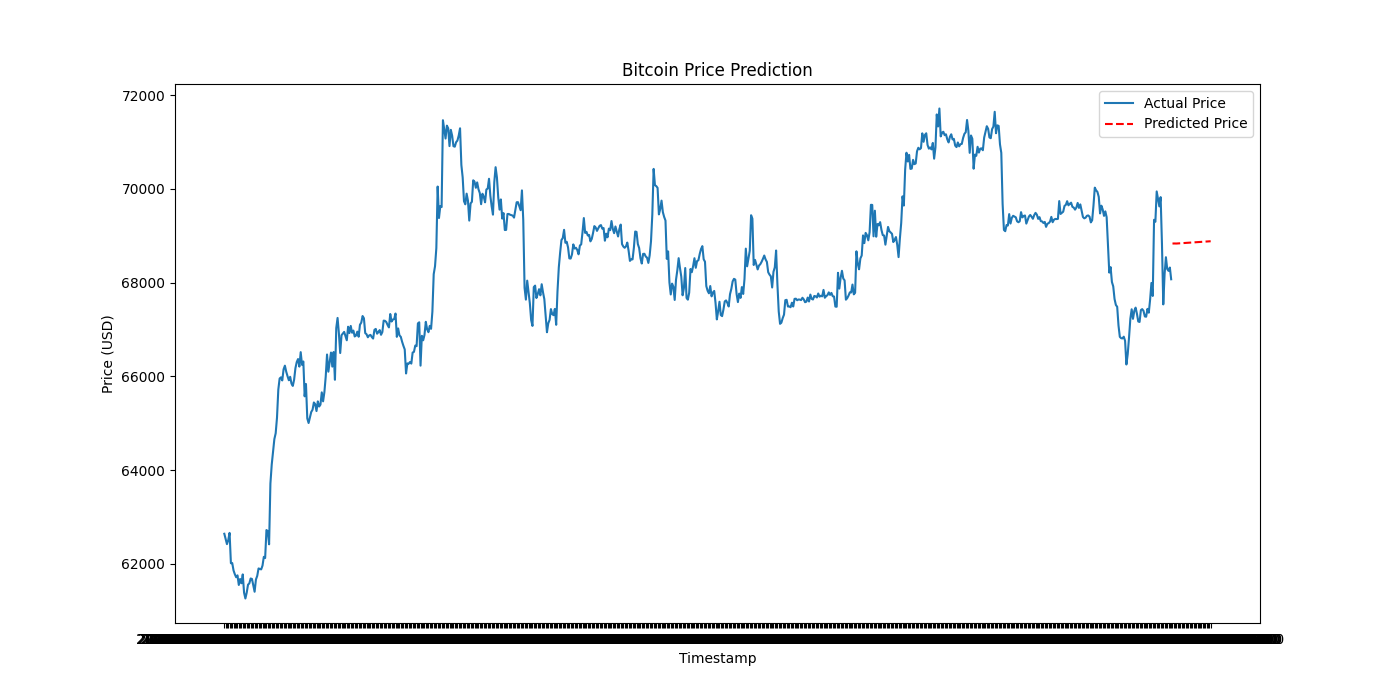 Bitcoin Price Prediction
Actual Price
Predicted Price
72000
70000
68000
66000
64000
62000
Price (USD)
Timestamp